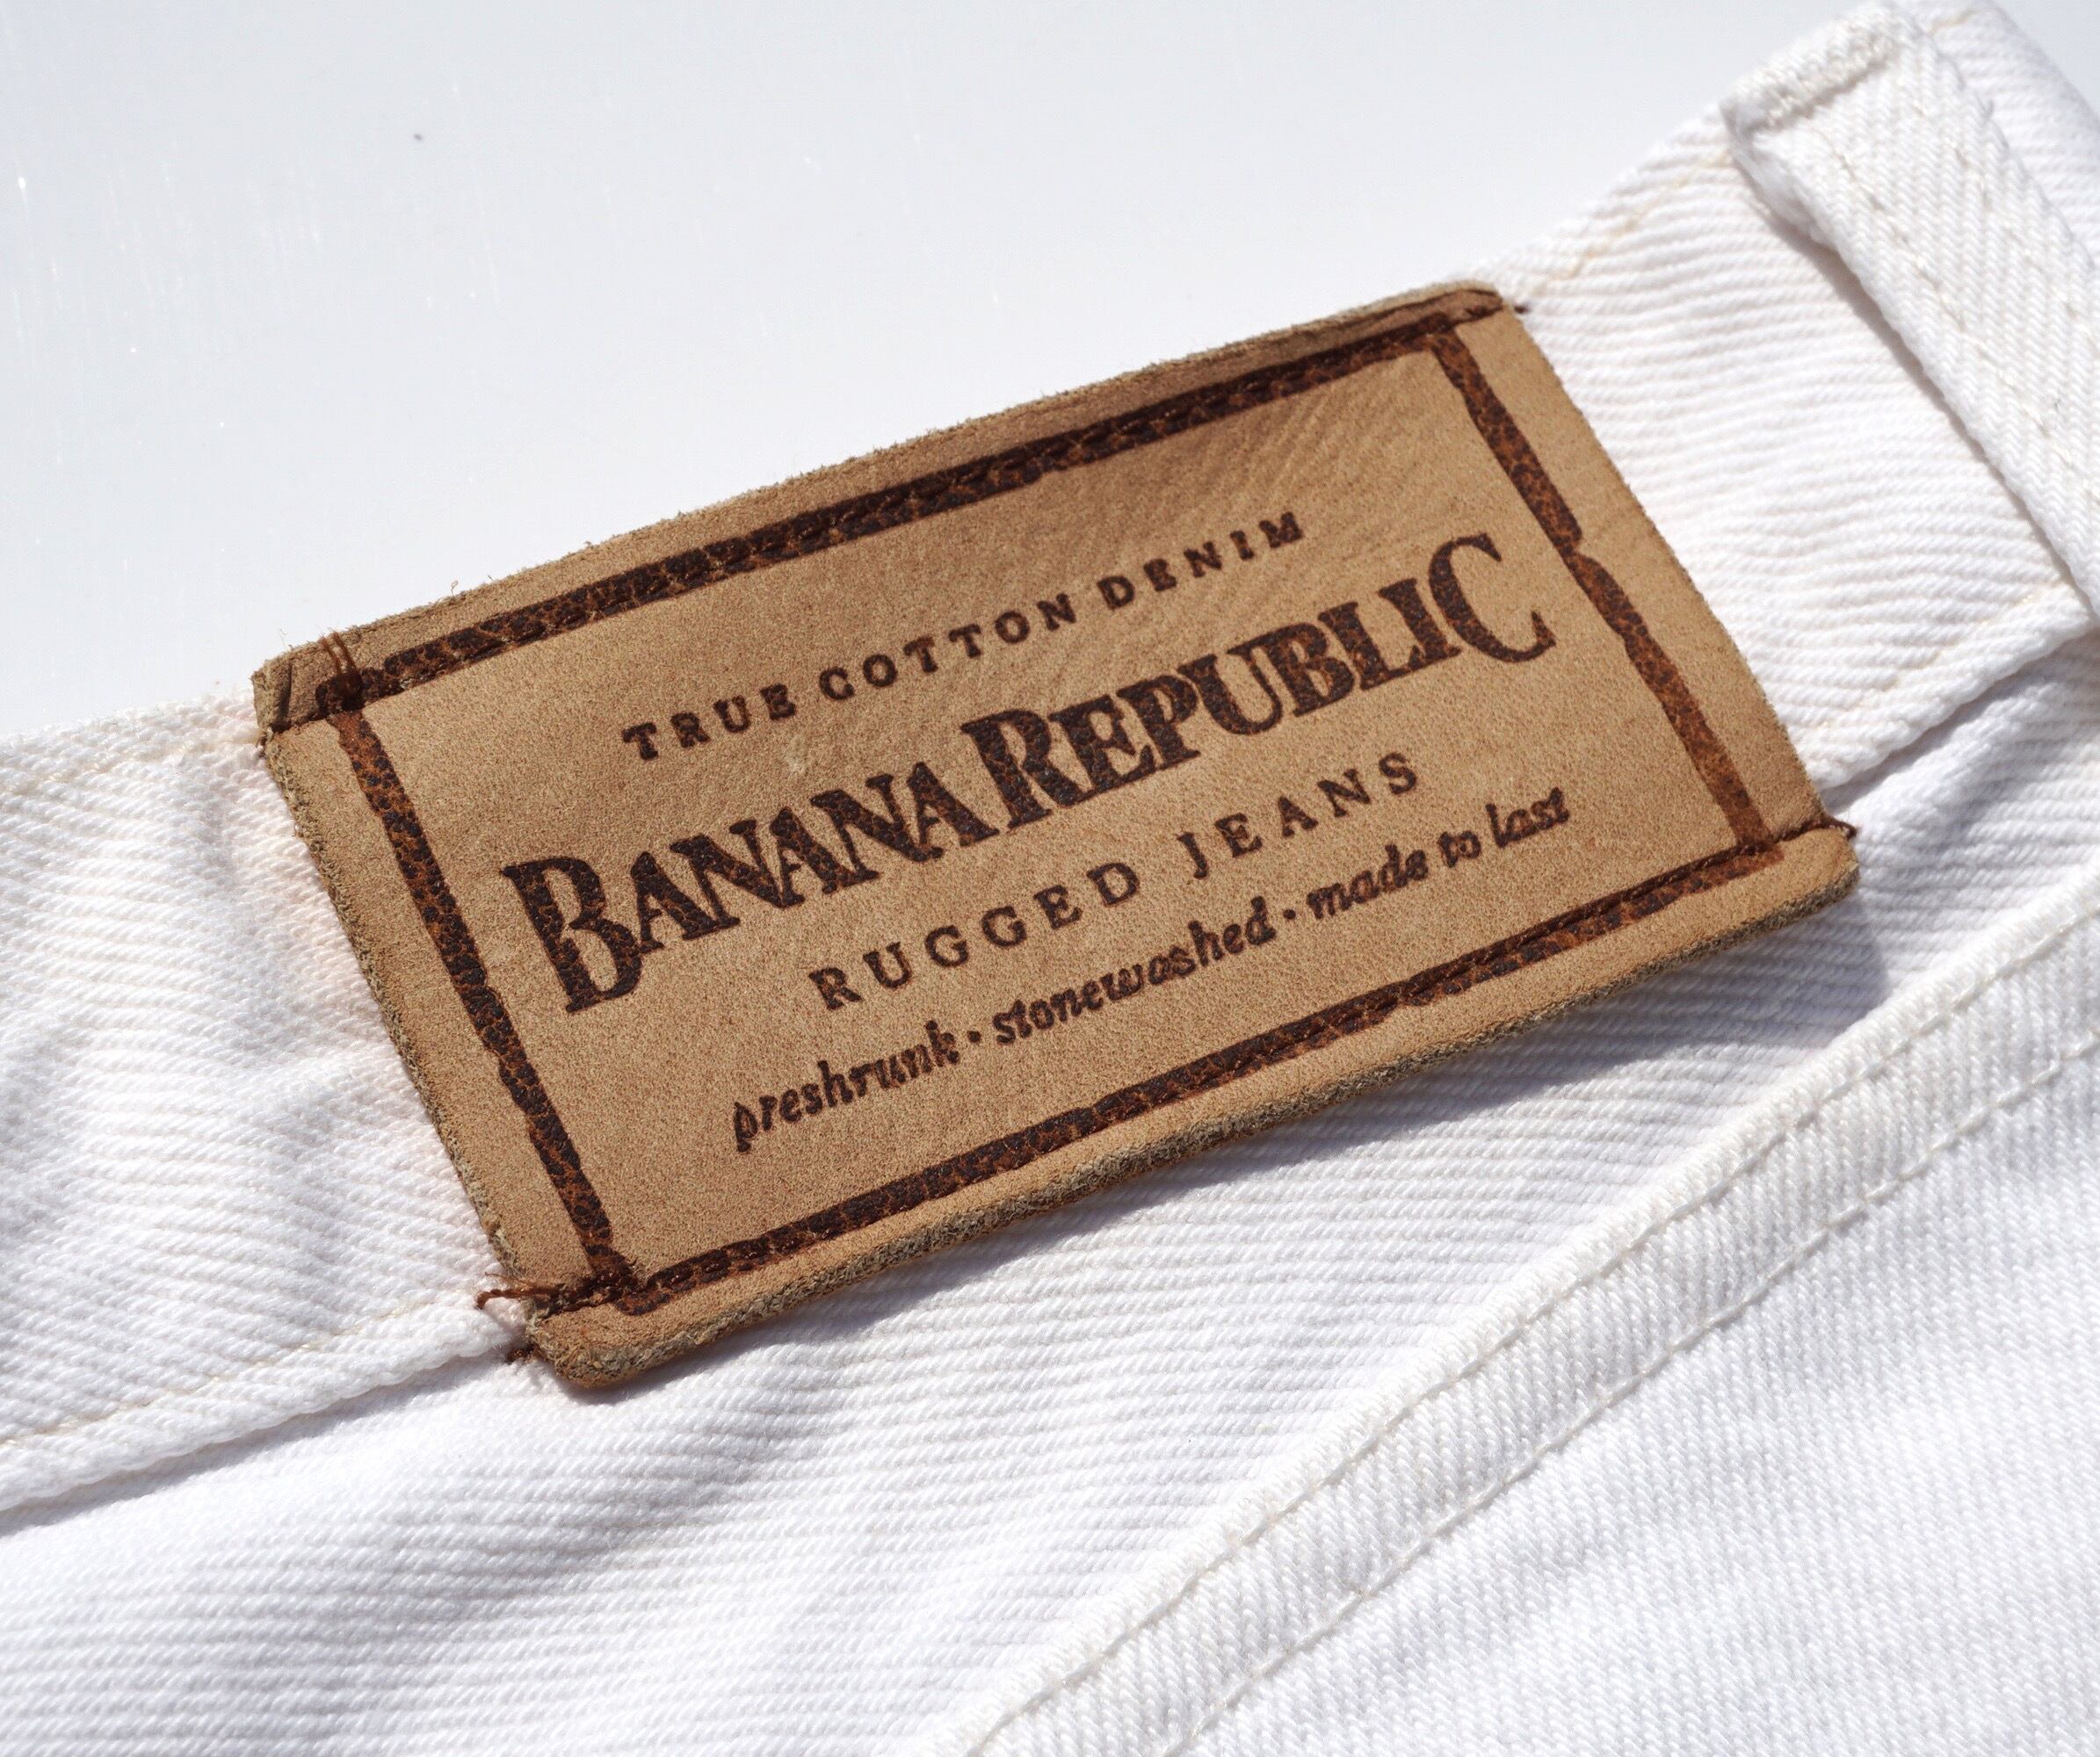 TRUE COTTON DENIM
BANANA REPUBLIC
RUGGED JEANS
preshrunk · stonewashed · made to last